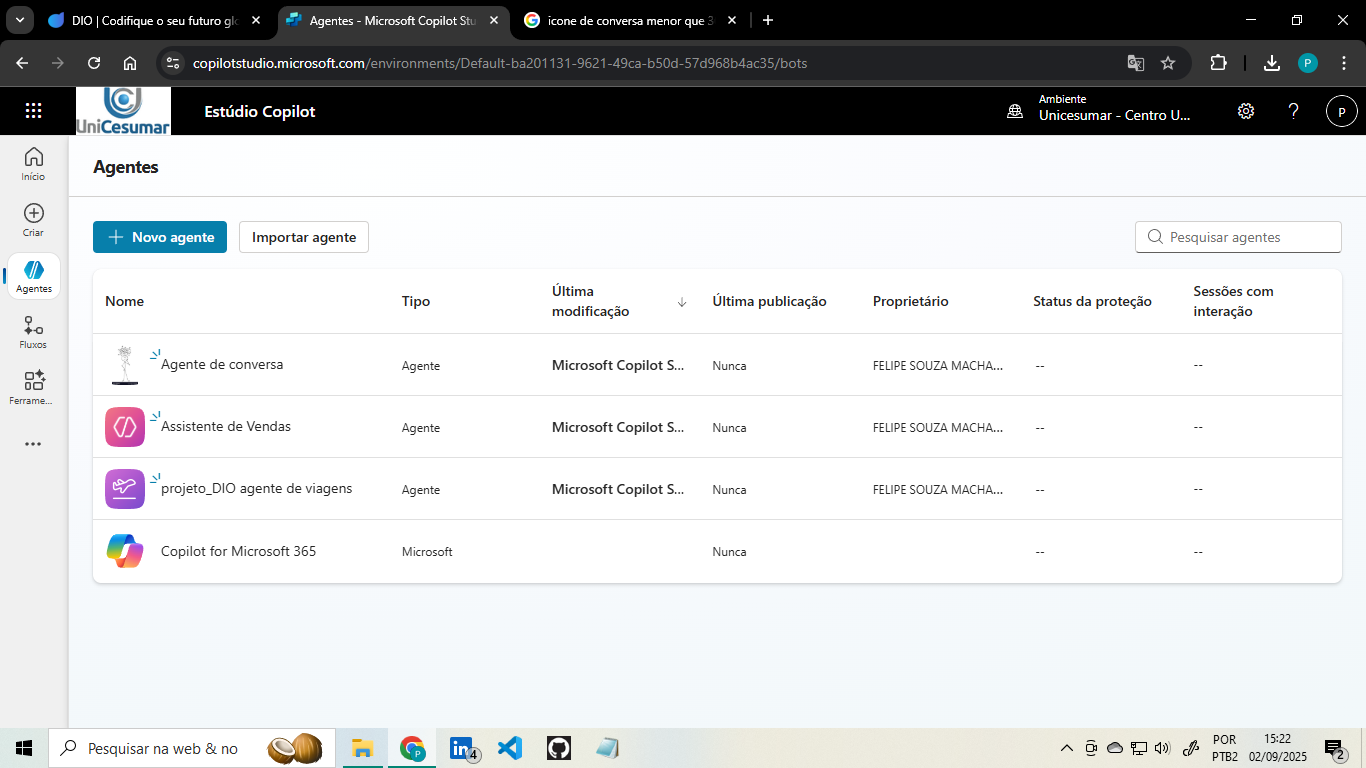 DIO | Codifique o seu futuro glo
Agentes - Microsoft Copilot Stu
icone de conversa menor que 30
copilotstudio.microsoft.com/environments/Default-ba201131-9621-49ca-b50d-57d968b4ac35/bots
P
UniCesumar
Estúdio Copilot
Ambiente
Unicesumar - Centro U...
?
P
Início
Criar
Agentes
Fluxos
Ferrame...
Agentes
Novo agente
Importar agente
Pesquisar agentes
Nome
Tipo
Última modificação
Última publicação
Proprietário
Status da proteção
Sessões com interação
Agente de conversa
Agente
Microsoft Copilot S...
Nunca
FELIPE SOUZA MACHA...
--
--
Assistente de Vendas
Agente
Microsoft Copilot S...
Nunca
FELIPE SOUZA MACHA...
--
--
projeto_DIO agente de viagens
Agente
Microsoft Copilot S...
Nunca
FELIPE SOUZA MACHA...
--
--
Copilot for Microsoft 365
Microsoft
Nunca
--
--
Pesquisar na web & no
P
4
POR
PTB2
15:22
02/09/2025
2